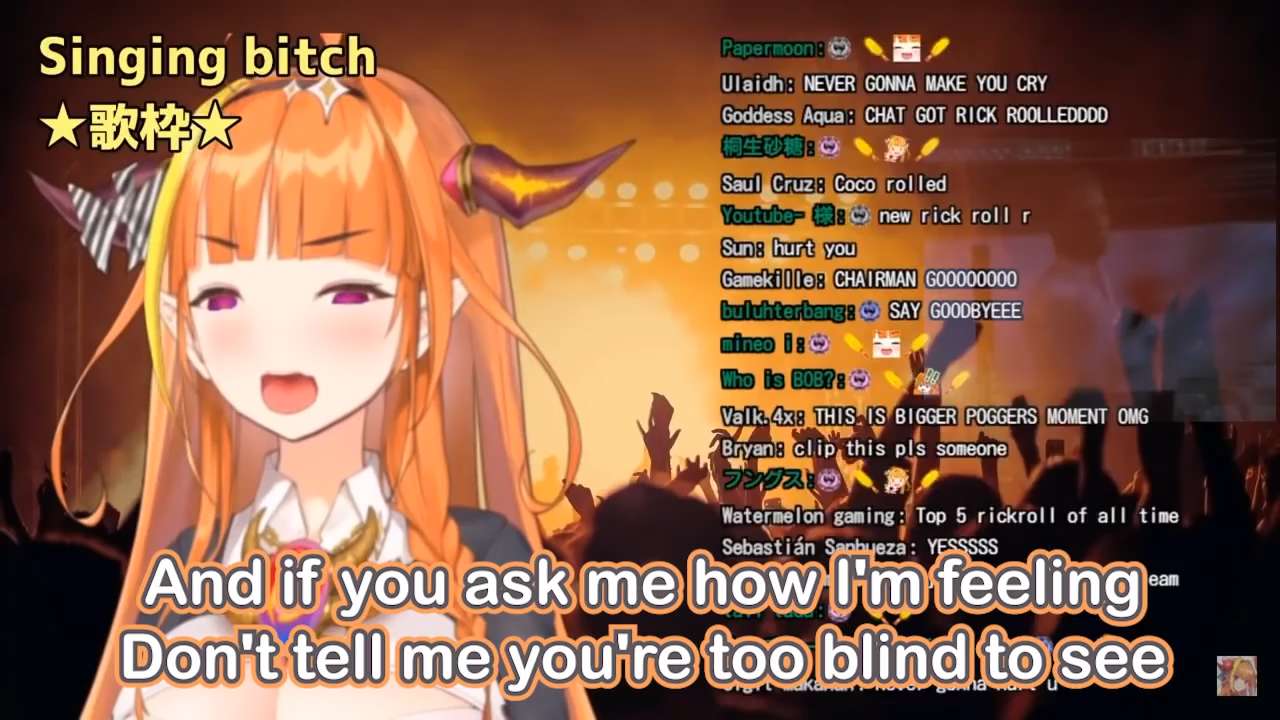 Singing bitch
★歌枠★
Papermoon:
Ulaidh: NEVER GONNA MAKE YOU CRY
Goddess Aqua: CHAT GOT RICK ROOLLEDDDD
桐生砂糖:
Saul Cruz: Coco rolled
Youtube- 様: new rick roll r
Sun: hurt you
Gamekille: CHAIRMAN GOOOOOOOO
buluhterbang: SAY GOODBYEEE
mineo i:
Who is BOB?:
Valk.4x: THIS IS BIGGER POGGERS MOMENT OMG
Bryan: clip this pls someone
フングス:
Watermelon gaming: Top 5 rickroll of all time
Sebastián Sanhueza: YESSSSS
And if you ask me how I'm feeling
Don't tell me you're too blind to see